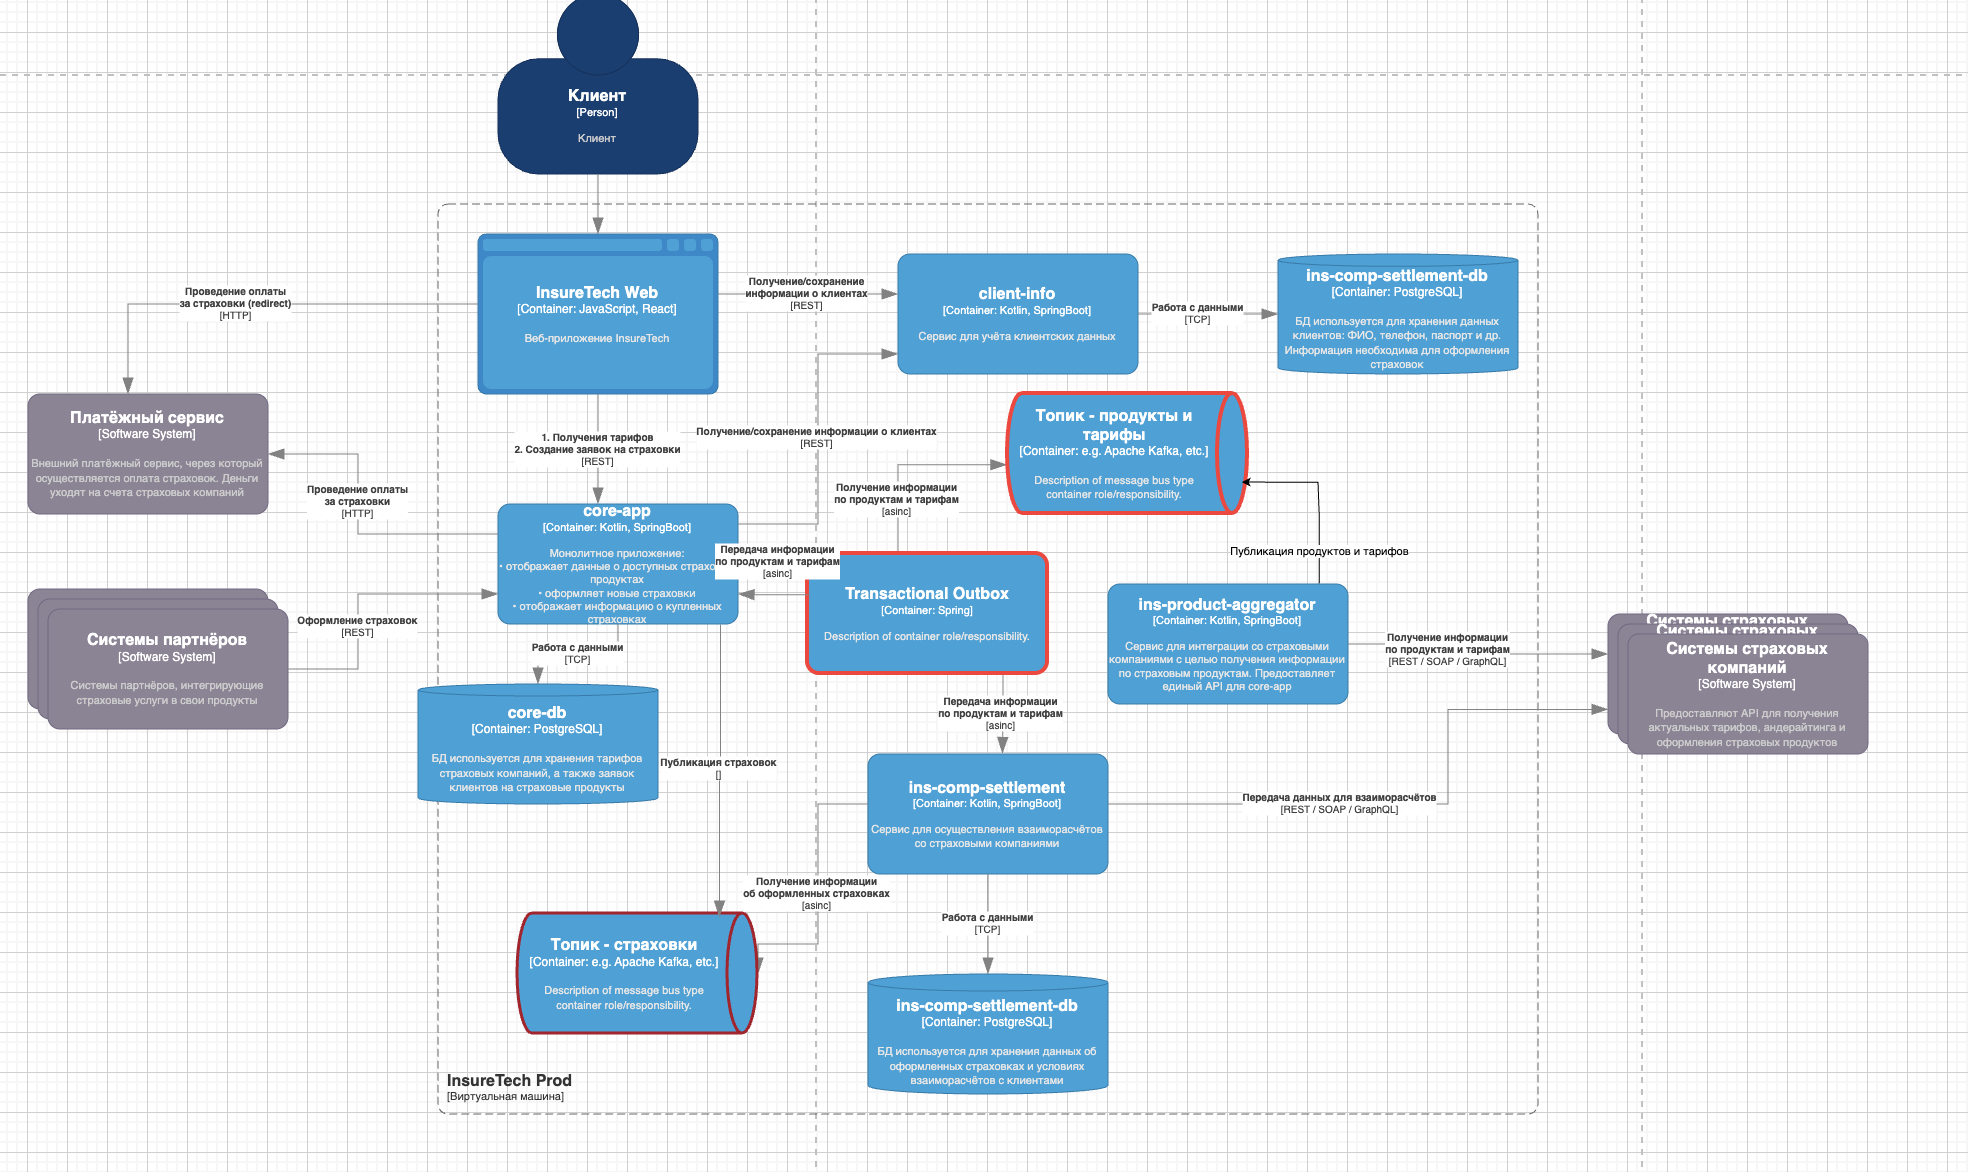 Клиент
[Person]
Клиент
InsureTech Web
[Container: JavaScript, React]
Веб-приложение InsureTech
Проведение оплаты
за страховки (redirect)
[HTTP]
Получение/сохранение
информации о клиентах
[REST]
client-info
[Container: Kotlin, SpringBoot]
Сервис для учёта клиентских данных
Работа с данными
[TCP]
ins-comp-settlement-db
[Container: PostgreSQL]
БД используется для хранения данных
клиентов: ФИО, телефон, паспорт и др.
Информация необходима для оформления
страховок
Платёжный сервис
[Software System]
Внешний платёжный сервис, через который
осуществляется оплата страховок. Деньги
уходят на счета страховых компаний
1. Получения тарифов
2. Создание заявок на страховки
[REST]
Получение/сохранение информации о клиентах
[REST]
Топик - продукты и
тарифы
[Container: e.g. Apache Kafka, etc.]
Description of message bus type
container role/responsibility.
Проведение оплаты
за страховки
[HTTP]
Получение информации
по продуктам и тарифам
[asinc]
core-app
[Container: Kotlin, SpringBoot]
Монолитное приложение:
• отображает данные о доступных страхо
продуктах
• оформляет новые страховки
• отображает информацию о купленных
страховках
Передача информации
по продуктам и тарифам
[asinc]
Публикация продуктов и тарифов
Transactional Outbox
[Container: Spring]
Description of container role/responsibility.
ins-product-aggregator
[Container: Kotlin, SpringBoot]
Сервис для интеграции со страховыми
компаниями с целью получения информации
по страховым продуктам. Предоставляет
единый API для core-app
Получение информации
по продуктам и тарифам
[REST / SOAP / GraphQL]
Системы страховых
Системы страховых
Системы страховых
компаний
[Software System]
Предоставляют API для получения
актуальных тарифов, андерайтинга и
оформления страховых продуктов
Оформление страховок
[REST]
Системы партнёров
[Software System]
Системы партнёров, интегрирующие
страховые услуги в свои продукты
Работа с данными
[TCP]
core-db
[Container: PostgreSQL]
БД используется для хранения тарифов
страховых компаний, а также заявок
клиентов на страховые продукты
Передача информации
по продуктам и тарифам
[asinc]
Публикация страховок
[]
ins-comp-settlement
[Container: Kotlin, SpringBoot]
Сервис для осуществления взаиморасчётов
со страховыми компаниями
Передача данных для взаиморасчётов
[REST / SOAP / GraphQL]
Получение информации
об оформленных страховках
[asinc]
Работа с данными
[TCP]
Топик - страховки
[Container: e.g. Apache Kafka, etc.]
Description of message bus type
container role/responsibility.
ins-comp-settlement-db
[Container: PostgreSQL]
БД используется для хранения данных об
оформленных страховках и условиях
взаиморасчётов с клиентами
InsureTech Prod
[Виртуальная машина]